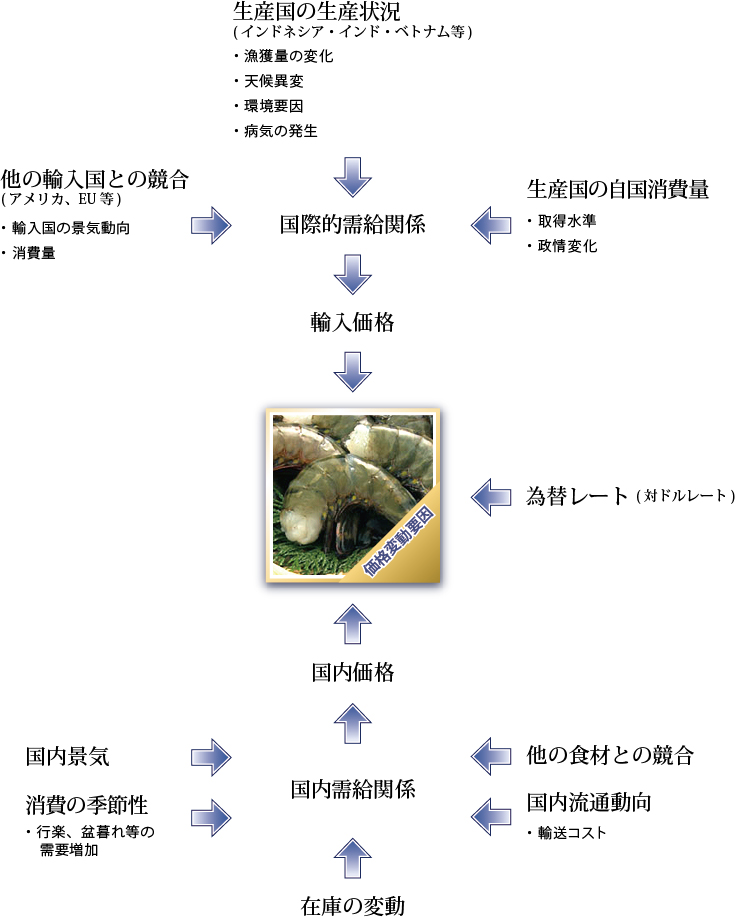 生産国の生産状況
(インドネシア・インド・ベトナム等)
・漁獲量の変化
・天候異変
・環境要因
・病気の発生
他の輸入国との競合
(アメリカ、EU等)
・輸入国の景気動向
・消費量
国際的需給関係
生産国の自国消費量
・取得水準
・政情変化
輸入価格
価格変動要因
為替レート(対ドルレート)
国内価格
国内景気
消費の季節性
・行楽、盆暮れ等の
需要増加
国内需給関係
他の食材との競合
国内流通動向
・輸送コスト
在庫の変動